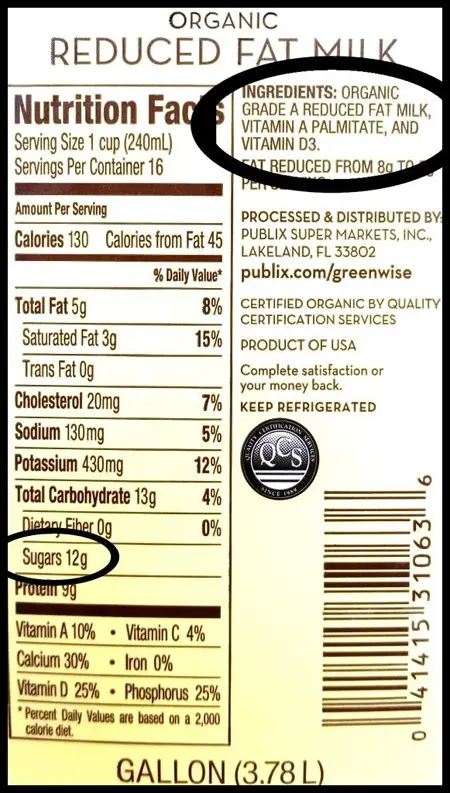 ORGANIC
REDUCED FAT MILK
Nutrition Facts
Serving Size 1 cup (240mL)
Servings Per Container 16
Amount Per Serving
Calories 130 Calories from Fat 45
% Daily Value*
Total Fat 5g 8%
Saturated Fat 3g 15%
Trans Fat 0g
Cholesterol 20mg 7%
Sodium 130mg 5%
Potassium 430mg 12%
Total Carbohydrate 13g 4%
Dietary Fiber 0g 0%
Sugars 12g
Protein 9g
Vitamin A 10% • Vitamin C 4%
Calcium 30% • Iron 0%
Vitamin D 25% • Phosphorus 25%
* Percent Daily Values are based on a 2,000
calorie diet.
INGREDIENTS: ORGANIC
GRADE A REDUCED FAT MILK,
VITAMIN A PALMITATE, AND
VITAMIN D3.
FAT REDUCED FROM 8g TO
PER
PROCESSED & DISTRIBUTED BY:
PUBLIX SUPER MARKETS, INC.,
LAKELAND, FL 33802
publix.com/greenwise
CERTIFIED ORGANIC BY QUALITY
CERTIFICATION SERVICES
PRODUCT OF USA
Complete satisfaction or
your money back.
KEEP REFRIGERATED
QUALITY CERTIFICATION SERVICES
QCS
SINCE 1989
0 41415 31063 6
GALLON (3.78 L)